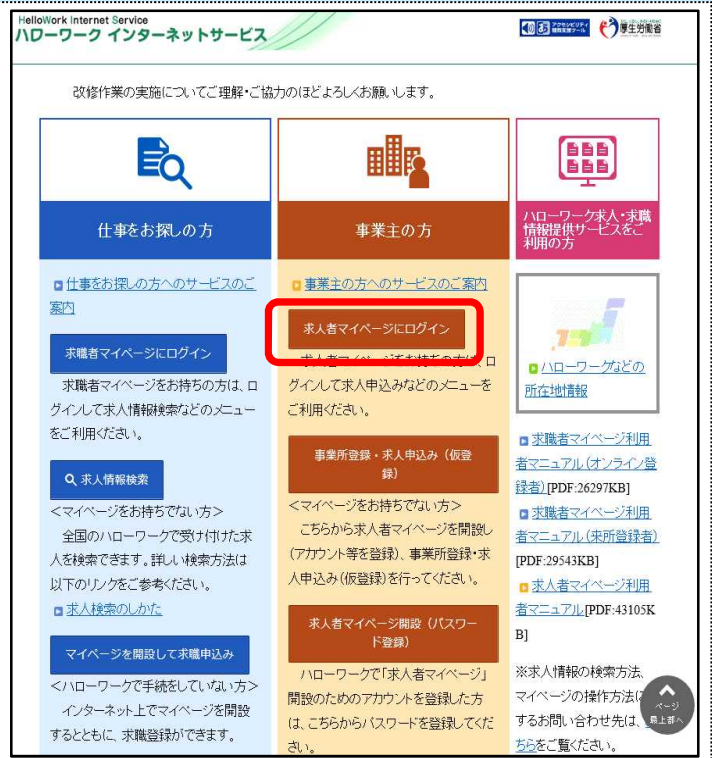 HelloWork Internet Service
ハローワーク インターネットサービス
アクセシビリティ
閲覧支援ツール
厚生労働省
改修作業の実施についてご理解・ご協力のほどよろしくお願いします。
仕事をお探しの方
仕事をお探しの方へのサービスのご
案内
求職者マイページにログイン
求職者マイページをお持ちの方は、ロ
グインして求人情報検索などのメニュー
をご利用ください。
求人情報検索
<マイページをお持ちでない方>
全国のハローワークで受け付けた求
人を検索できます。詳しい検索方法は
以下のリンクをご参考ください。
求人検索のしかた
マイページを開設して求職申込み
<ハローワークで手続をしていない方>
インターネット上でマイページを開設
するとともに、求職登録ができます。
事業主の方
事業主の方へのサービスのご案内
求人者マイページにログイン
求人者マイページをお持ちの方は、ロ
グインして求人申込みなどのメニューを
ご利用ください。
事業所登録・求人申込み（仮登
録）
<マイページをお持ちでない方>
こちらから求人者マイページを開設し
(アカウント等を登録)、事業所登録・求
人申込み(仮登録)を行ってください。
求人者マイページ開設（パスワー
ド登録）
ハローワークで「求人者マイページ」
開設のためのアカウントを登録した方
は、こちらからパスワードを登録してくだ
さい。
ハローワーク求人・求職
情報提供サービスをご
利用の方
ハローワークなどの
所在地情報
求職者マイページ利用
者マニュアル(オンライン登
録者)[PDF:26297KB]
求職者マイページ利用
者マニュアル(来所登録者)
[PDF:29543KB]
求人者マイページ利用
者マニュアル[PDF:43105K
B]
※求人情報の検索方法、
マイページの操作方法に
するお問い合わせ先は、
ちらをご覧ください。
ページ
最上部へ